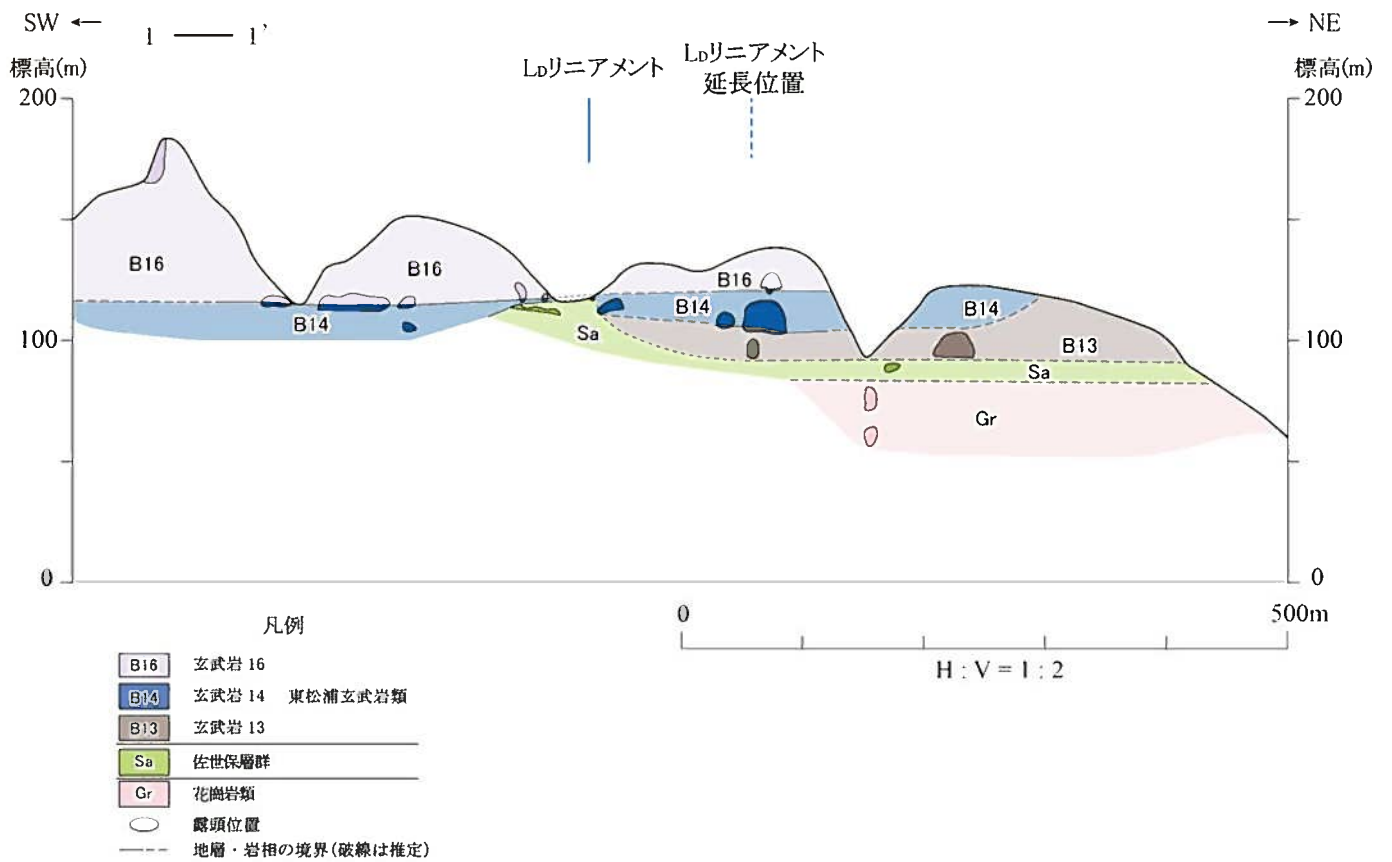 SW ←
→ NE
1 —— 1’
標高(m)
標高(m)
LDリニアメント
LDリニアメント
延長位置
200
200
100
100
0
0
B16
B16
B16
B14
B14
B14
B13
Sa
Sa
Gr
0
500m
H : V = 1 : 2
凡例
B16 玄武岩 16
B14 玄武岩 14 東松浦玄武岩類
B13 玄武岩 13
Sa 佐世保層群
Gr 花崗岩類
露頭位置
地層・岩相の境界(破線は推定)